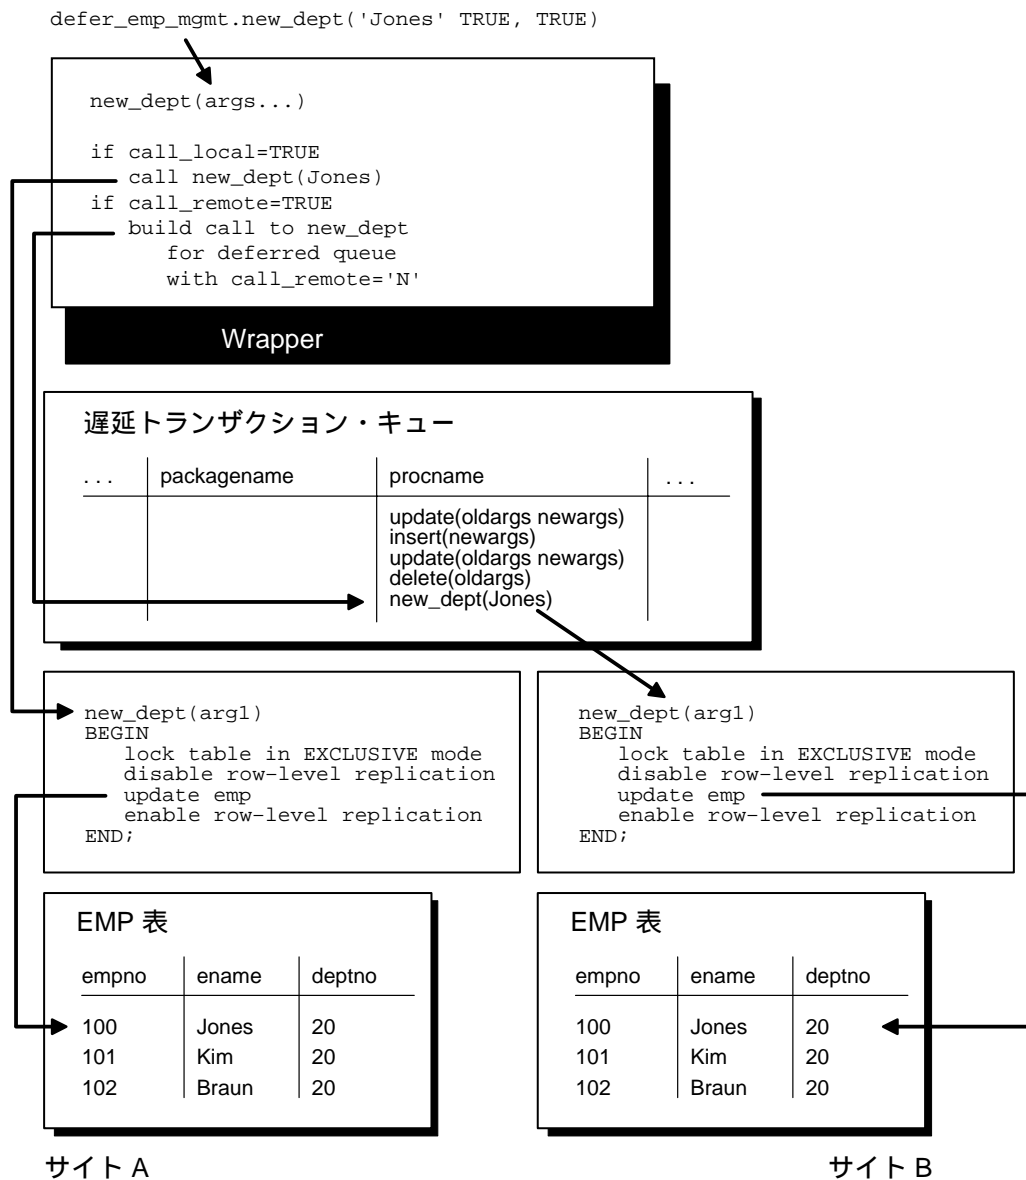 defer_emp_mgmt.new_dept('Jones' TRUE, TRUE)
new_dept(args...)
if call_local=TRUE
call new_dept(Jones)
if call_remote=TRUE
build call to new_dept
for deferred queue
with call_remote='N'
Wrapper
遅延トランザクション・キュー
... packagename procname ...
update(oldargs newargs)
insert(newargs)
update(oldargs newargs)
delete(oldargs)
new_dept(Jones)
new_dept(arg1)
BEGIN
lock table in EXCLUSIVE mode
disable row-level replication
update emp
enable row-level replication
END;
new_dept(arg1)
BEGIN
lock table in EXCLUSIVE mode
disable row-level replication
update emp
enable row-level replication
END;
EMP 表
empno ename deptno
100 Jones 20
101 Kim 20
102 Braun 20
EMP 表
empno ename deptno
100 Jones 20
101 Kim 20
102 Braun 20
サイト A
サイト B